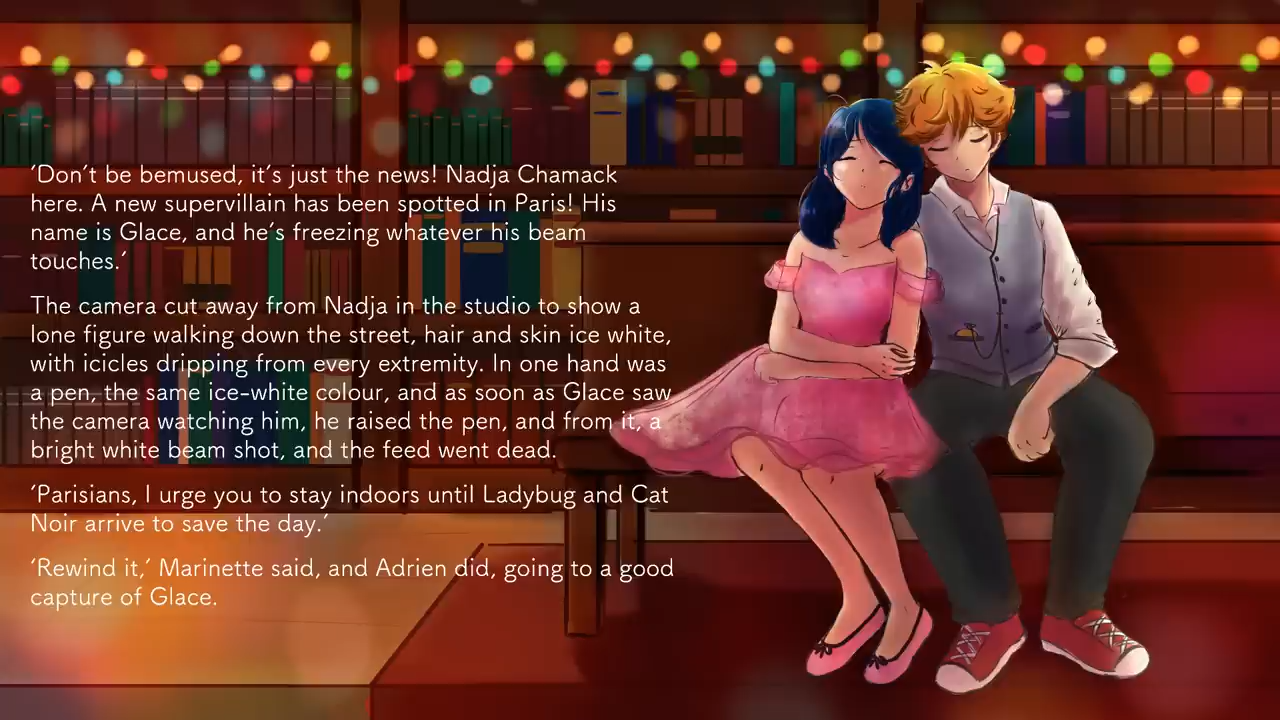 ‘Don’t be bemused, it’s just the news! Nadja Chamack
here. A new supervillain has been spotted in Paris! His
name is Glace, and he’s freezing whatever his beam
touches.’
The camera cut away from Nadja in the studio to show a
lone figure walking down the street, hair and skin ice white,
with icicles dripping from every extremity. In one hand was
a pen, the same ice-white colour, and as soon as Glace saw
the camera watching him, he raised the pen, and from it, a
bright white beam shot, and the feed went dead.
‘Parisians, I urge you to stay indoors until Ladybug and Cat
Noir arrive to save the day.’
‘Rewind it,’ Marinette said, and Adrien did, going to a good
capture of Glace.